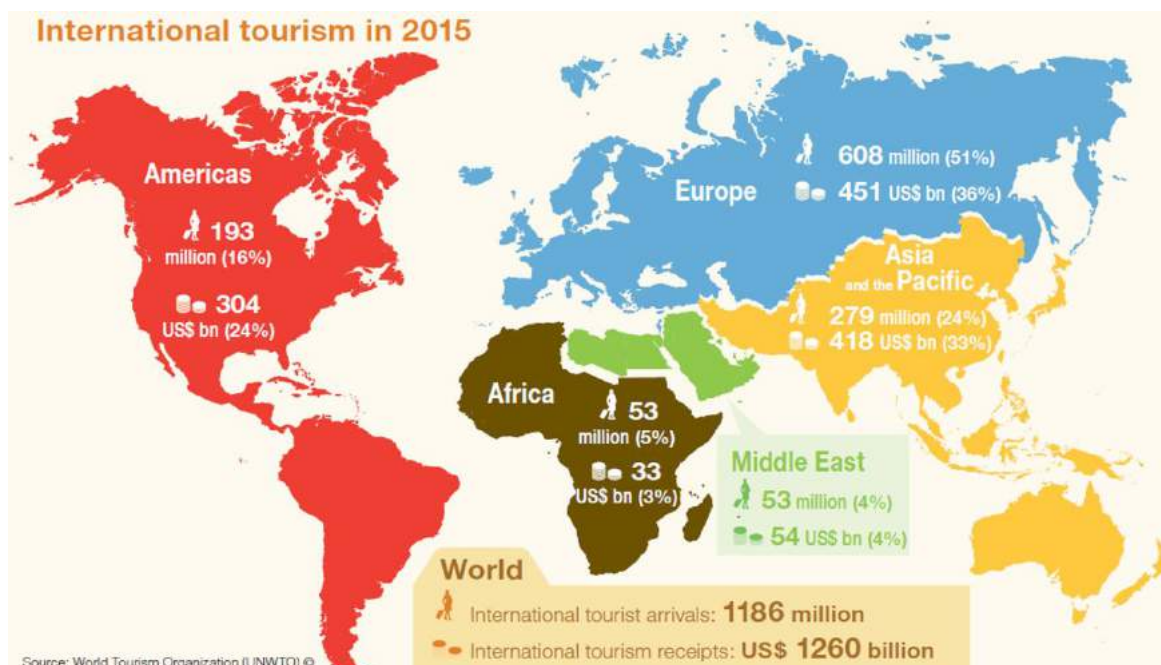 International tourism in 2015
Americas
193
million (16%)
304
US$ bn (24%)
Europe
608 million (51%)
451 US$ bn (36%)
Asia
and the Pacific
279 million (24%)
418 US$ bn (33%)
Africa
53
million (5%)
33
US$ bn (3%)
Middle East
53 million (4%)
54 US$ bn (4%)
World
International tourist arrivals: 1186 million
International tourism receipts: US$ 1260 billion
Source: World Tourism Organization (UNWTO) ©